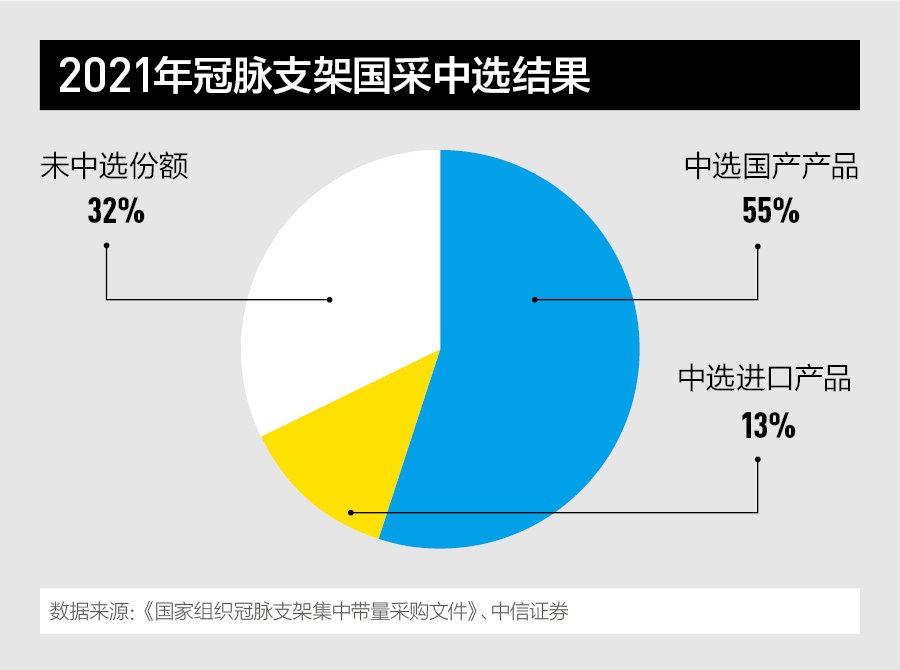 2021年冠脉支架国采中选结果
未中选份额
32%
中选国产产品
55%
中选进口产品
13%
数据来源：《国家组织冠脉支架集中带量采购文件》、中信证券